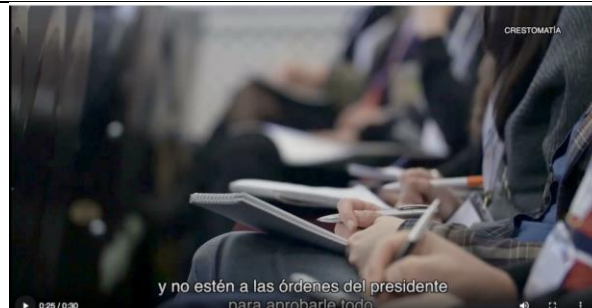 CRESTOMATÍA
y no estén a las órdenes del presidente
para aprobarle todo
0:25 / 0:30